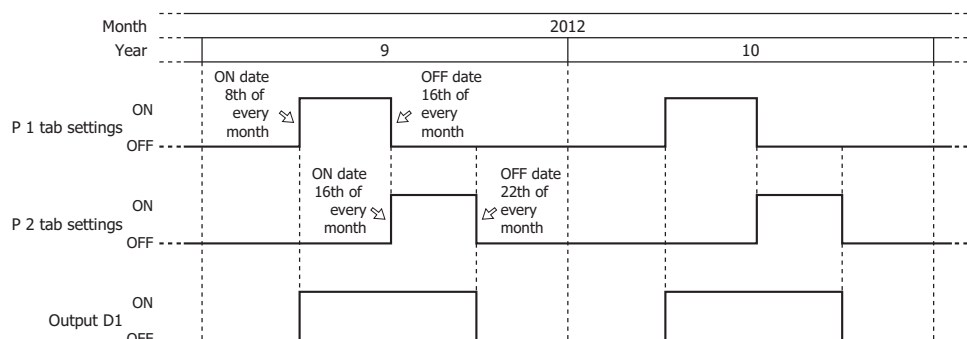 Month
2012
Year
9
10
ON date
8th of
every
month
OFF date
16th of
every
month
ON
P 1 tab settings
OFF
ON date
16th of
every
month
OFF date
22th of
every
month
ON
P 2 tab settings
OFF
ON
Output D1
OFF